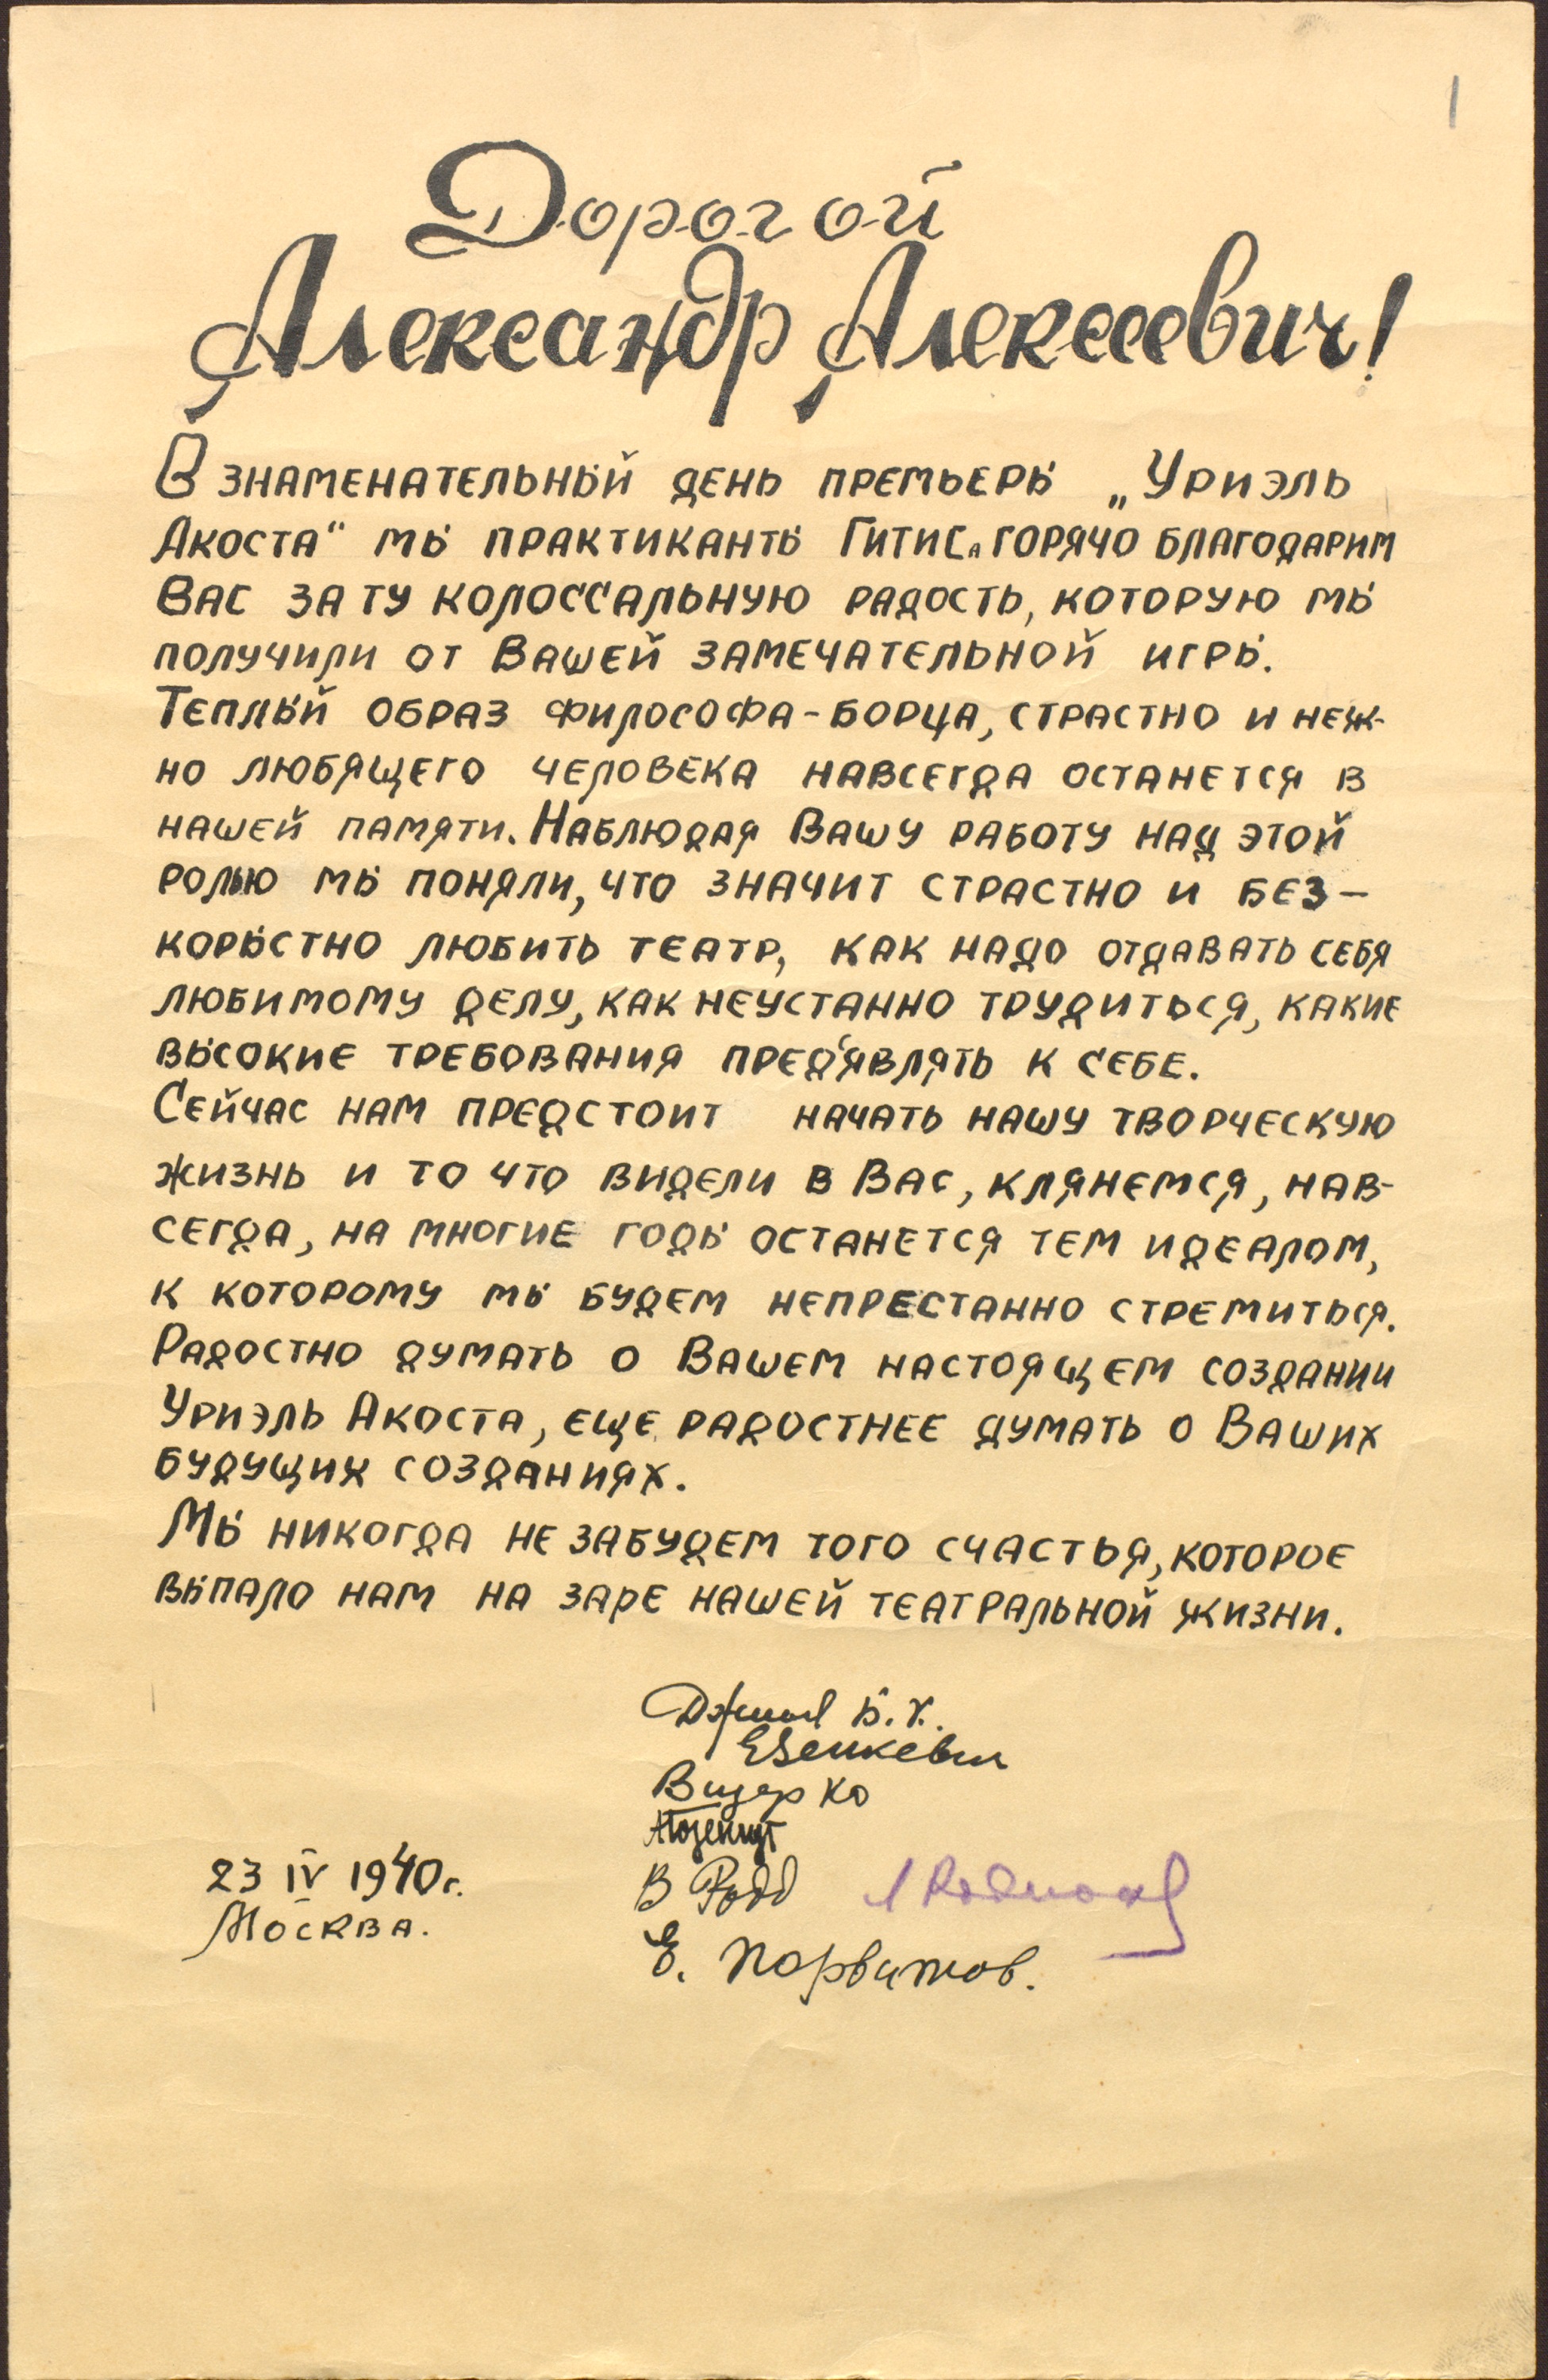 1
Дорогой
Александр Алексеевич!
В знаменательный день премьеры „Уриэль
Акоста“ мы практиканты ГИТИСа горячо благодарим
Вас за ту колоссальную радость, которую мы
получили от Вашей замечательной игры.
Теплый образ философа-борца, страстно и неж-
но любящего человека навсегда останется в
нашей памяти. Наблюдая Вашу работу над этой
ролью мы поняли, что значит страстно и без-
корыстно любить театр, как надо отдавать себя
любимому делу, как неустанно трудиться, какие
высокие требования пред'являть к себе.
Сейчас нам предстоит начать нашу творческую
жизнь и то что видели в Вас, клянемся, нав-
сегда, на многие годы останется тем идеалом,
к которому мы будем непрестанно стремиться.
Радостно думать о Вашем настоящем создании
Уриэль Акоста, еще радостнее думать о Ваших
будущих созданиях.
Мы никогда не забудем того счастья, которое
выпало нам на заре нашей театральной жизни.
23 IV 1940 г.
Москва.
В Родд
Е.